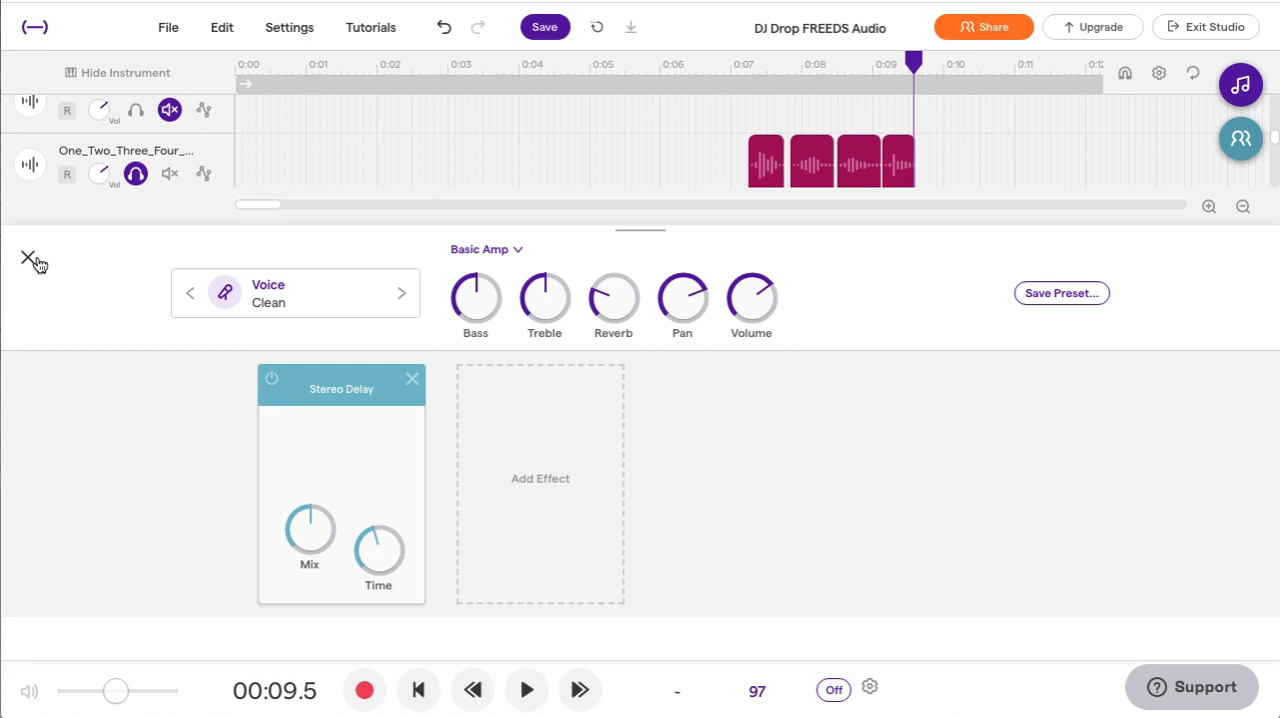 File Edit Settings Tutorials Save DJ Drop FREEDS Audio Share Upgrade Exit Studio
Hide Instrument 0:00 0:01 0:02 0:03 0:04 0:05 0:06 0:07 0:08 0:09 0:10 0:11
R Vol
One_Two_Three_Four_...
R Vol
Basic Amp
Voice
Clean
Save Preset...
Bass Treble Reverb Pan Volume
Stereo Delay
Add Effect
Mix
Time
00:09.5 - 97 Off Support